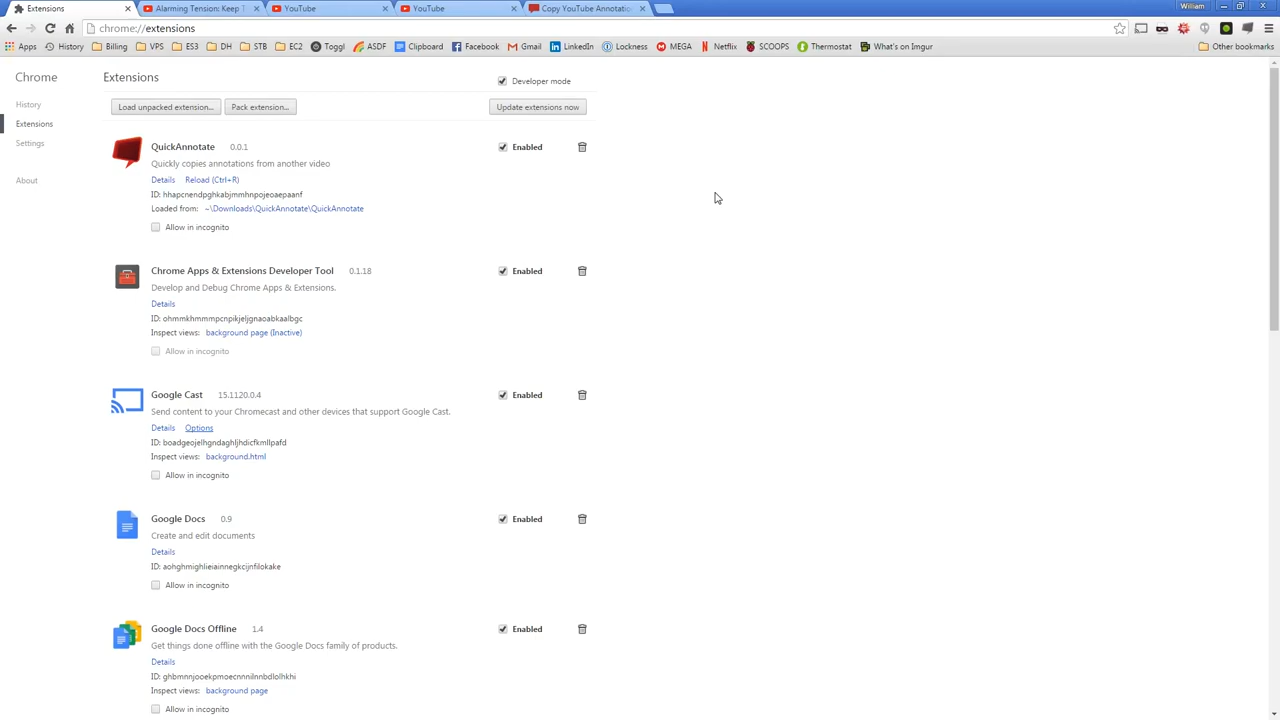 Extensions
Alarming Tension: Keep T
YouTube
YouTube
Copy YouTube Annotation
William
chrome://extensions
Apps
History
Billing
VPS
ES3
DH
STB
EC2
Toggl
ASDF
Clipboard
Facebook
Gmail
LinkedIn
Lockness
MEGA
Netflix
SCOOPS
Thermostat
What's on Imgur
Other bookmarks
Chrome
History
Extensions
Settings
About
Extensions
Developer mode
Load unpacked extension...
Pack extension...
Update extensions now
QuickAnnotate 0.0.1
Enabled
Quickly copies annotations from another video
Details Reload (Ctrl+R)
ID: hhapcnendpghkabjmmhnpojeoaepaanf
Loaded from: ~\Downloads\QuickAnnotate\QuickAnnotate
Allow in incognito
Chrome Apps & Extensions Developer Tool 0.1.18
Enabled
Develop and Debug Chrome Apps & Extensions.
Details
ID: ohmmkhmmmpcnpikjeljgnaoabkaalbgc
Inspect views: background page (Inactive)
Allow in incognito
Google Cast 15.1120.0.4
Enabled
Send content to your Chromecast and other devices that support Google Cast.
Details Options
ID: boadgeojelhgndaghljhdicfkmllpafd
Inspect views: background.html
Allow in incognito
Google Docs 0.9
Enabled
Create and edit documents
Details
ID: aohghmighlieiainnegkcijnfilokake
Allow in incognito
Google Docs Offline 1.4
Enabled
Get things done offline with the Google Docs family of products.
Details
ID: ghbmnnjooekpmoecnnnilnnbdlolhkhi
Inspect views: background page
Allow in incognito